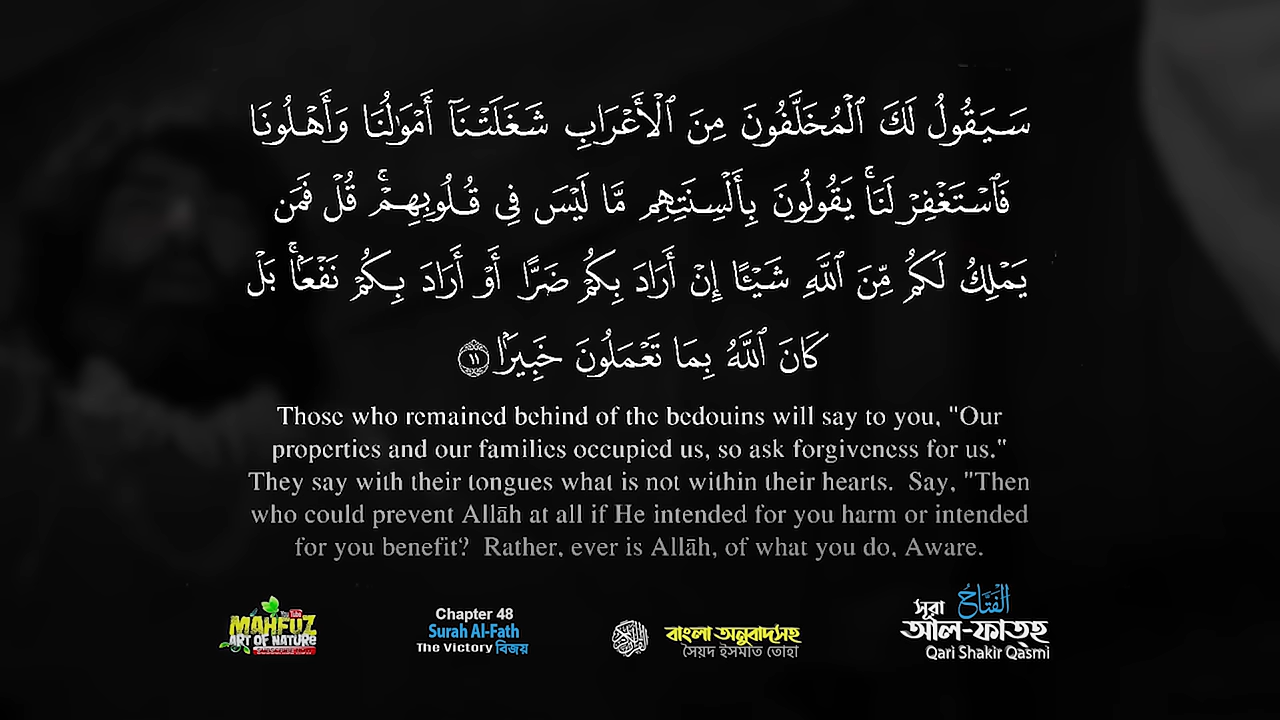 سَيَقُولُ لَكَ ٱلْمُخَلَّفُونَ مِنَ ٱلْأَعْرَابِ شَغَلَتْنَآ أَمْوَٰلُنَا وَأَهْلُونَا
فَٱسْتَغْفِرْ لَنَا ۚ يَقُولُونَ بِأَلْسِنَتِهِم مَّا لَيْسَ فِى قُلُوبِهِمْ ۚ قُلْ فَمَن
يَمْلِكُ لَكُم مِّنَ ٱللَّهِ شَيْـًٔا إِنْ أَرَادَ بِكُمْ ضَرًّا أَوْ أَرَادَ بِكُمْ نَفْعًۢا ۚ بَلْ
كَانَ ٱللَّهُ بِمَا تَعْمَلُونَ خَبِيرًۢا ١١
Those who remained behind of the bedouins will say to you, "Our
properties and our families occupied us, so ask forgiveness for us."
They say with their tongues what is not within their hearts. Say, "Then
who could prevent Allāh at all if He intended for you harm or intended
for you benefit? Rather, ever is Allāh, of what you do, Aware.
You Tube
MAHFUZ
ART OF NATURE
Chapter 48
Surah Al-Fath
The Victory বিজয়
বাংলা অনুবাদসহ
সৈয়দ ইসমাত তোহা
সূরা الْفَتَّاحُ
আল-ফাত্হ
Qari Shakir Qasmi